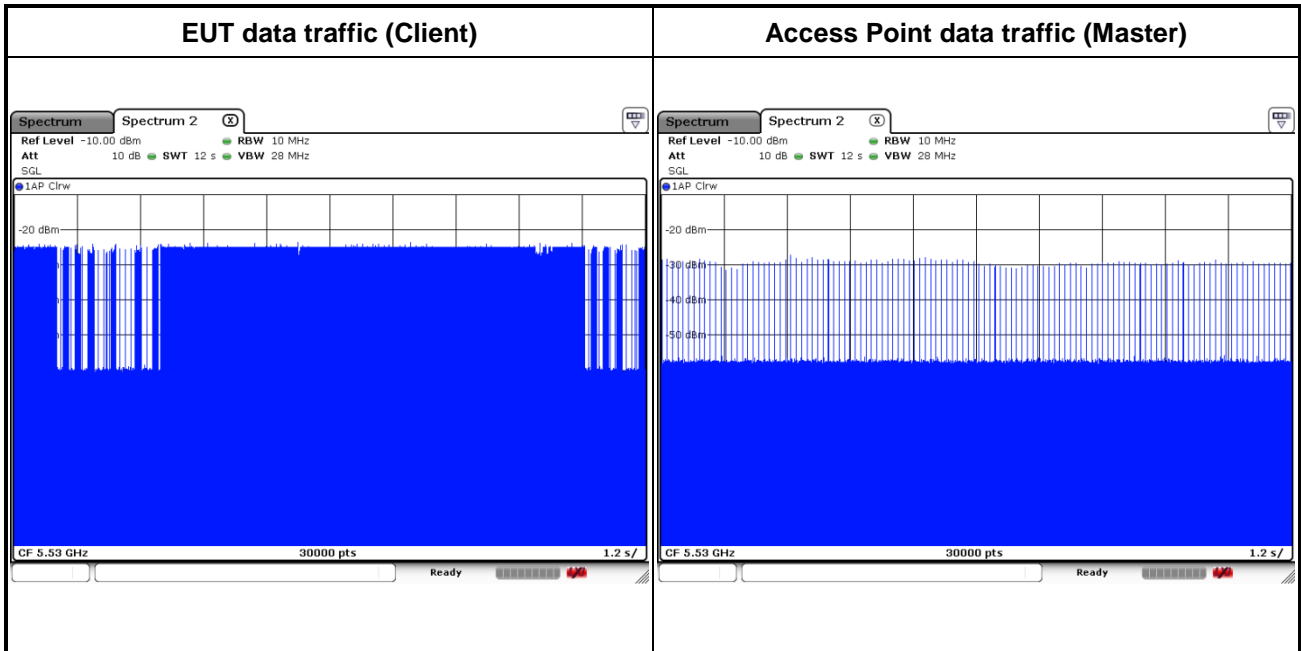 EUT data traffic (Client)
Access Point data traffic (Master)
Spectrum
Spectrum 2
Ref Level -10.00 dBm
RBW 10 MHz
Att 10 dB SWT 12 s VBW 28 MHz
SGL
1AP Clrw
-20 dBm
CF 5.53 GHz 30000 pts 1.2 s/
Ready
Spectrum
Spectrum 2
Ref Level -10.00 dBm
RBW 10 MHz
Att 10 dB SWT 12 s VBW 28 MHz
SGL
1AP Clrw
-20 dBm
-30 dBm
-40 dBm
-50 dBm
CF 5.53 GHz 30000 pts 1.2 s/
Ready